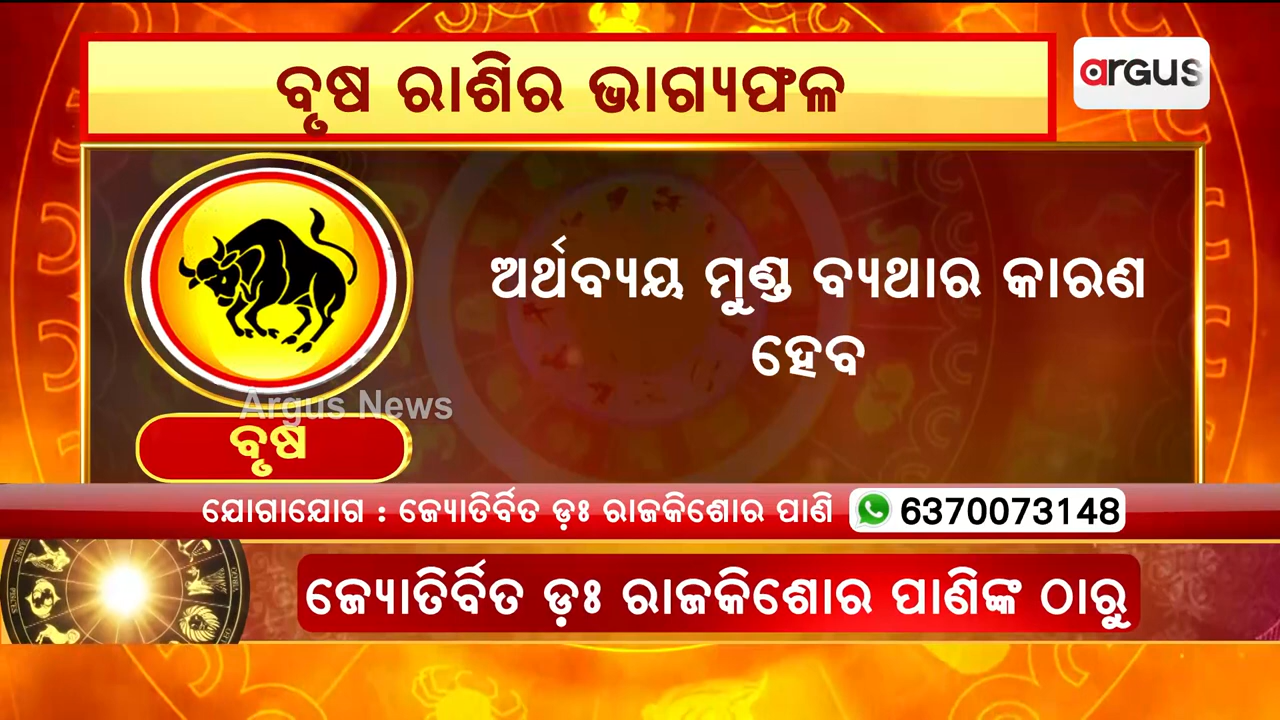 ବୃଷ ରାଶିର ଭାଗ୍ୟଫଳ
argus
ଅର୍ଥବ୍ୟୟ ମୁଣ୍ଡ ବ୍ୟଥାର କାରଣ
ହେବ
Argus News
ବୃଷ
ଯୋଗାଯୋଗ : ଜ୍ୟୋତିର୍ବିତ ଡ଼ଃ ରାଜକିଶୋର ପାଣି 6370073148
ଜ୍ୟୋତିର୍ବିତ ଡ଼ଃ ରାଜକିଶୋର ପାଣିଙ୍କ ଠାରୁ